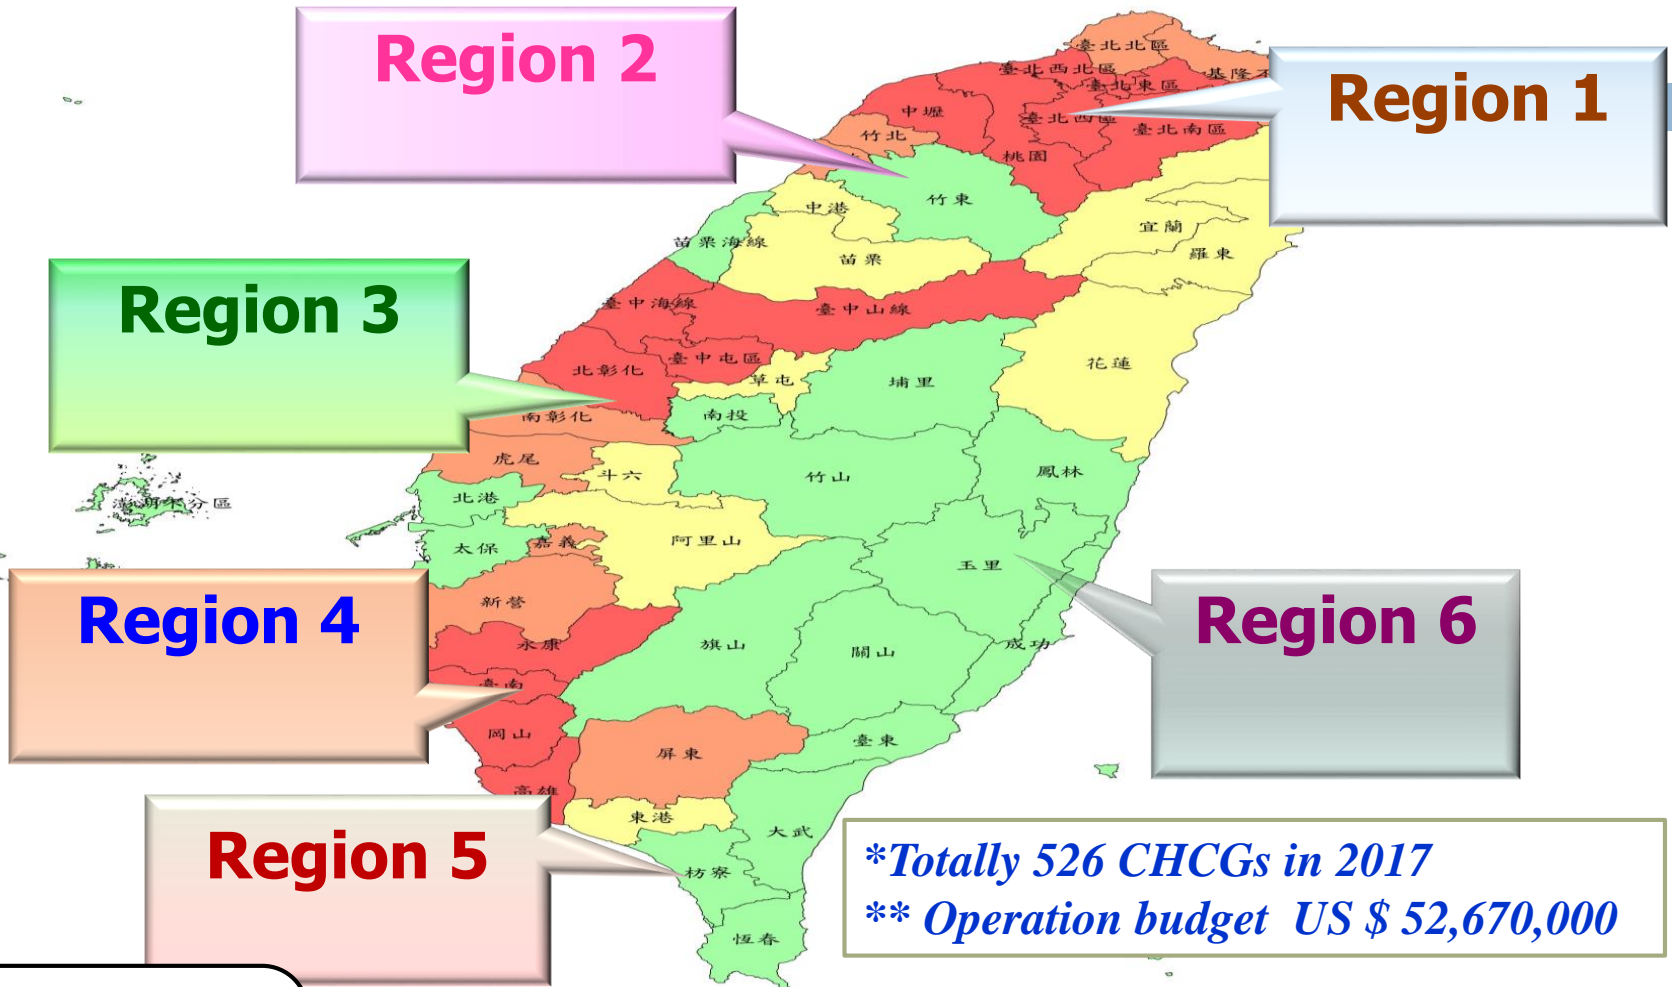 Region 2
臺北北區
臺北西北區
基隆
Region 1
臺北東區
中壢
臺北西區
臺北南區
竹北
桃園
竹東
中港
宜蘭
苗栗海線
苗栗
羅東
Region 3
臺中海線
臺中山線
北彰化
臺中屯區
草屯
埔里
花蓮
南彰化
南投
虎尾
斗六
竹山
鳳林
北港
澎湖不分區
太保
嘉義
阿里山
玉里
Region 4
新營
Region 6
永康
旗山
關山
成功
臺南
岡山
屏東
臺東
高雄
Region 5
東港
大武
枋寮
恆春
*Totally 526 CHCGs in 2017
** Operation budget US $ 52,670,000